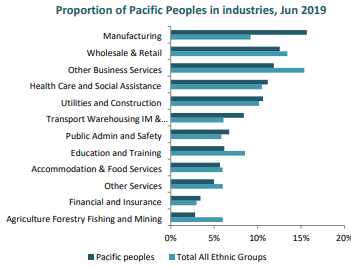 Proportion of Pacific Peoples in industries, Jun 2019
Manufacturing
Wholesale & Retail
Other Business Services
Health Care and Social Assistance
Utilities and Construction
Transport Warehousing IM &...
Public Admin and Safety
Education and Training
Accommodation & Food Services
Other Services
Financial and Insurance
Agriculture Forestry Fishing and Mining
0% 5% 10% 15% 20%
Pacific peoples Total All Ethnic Groups